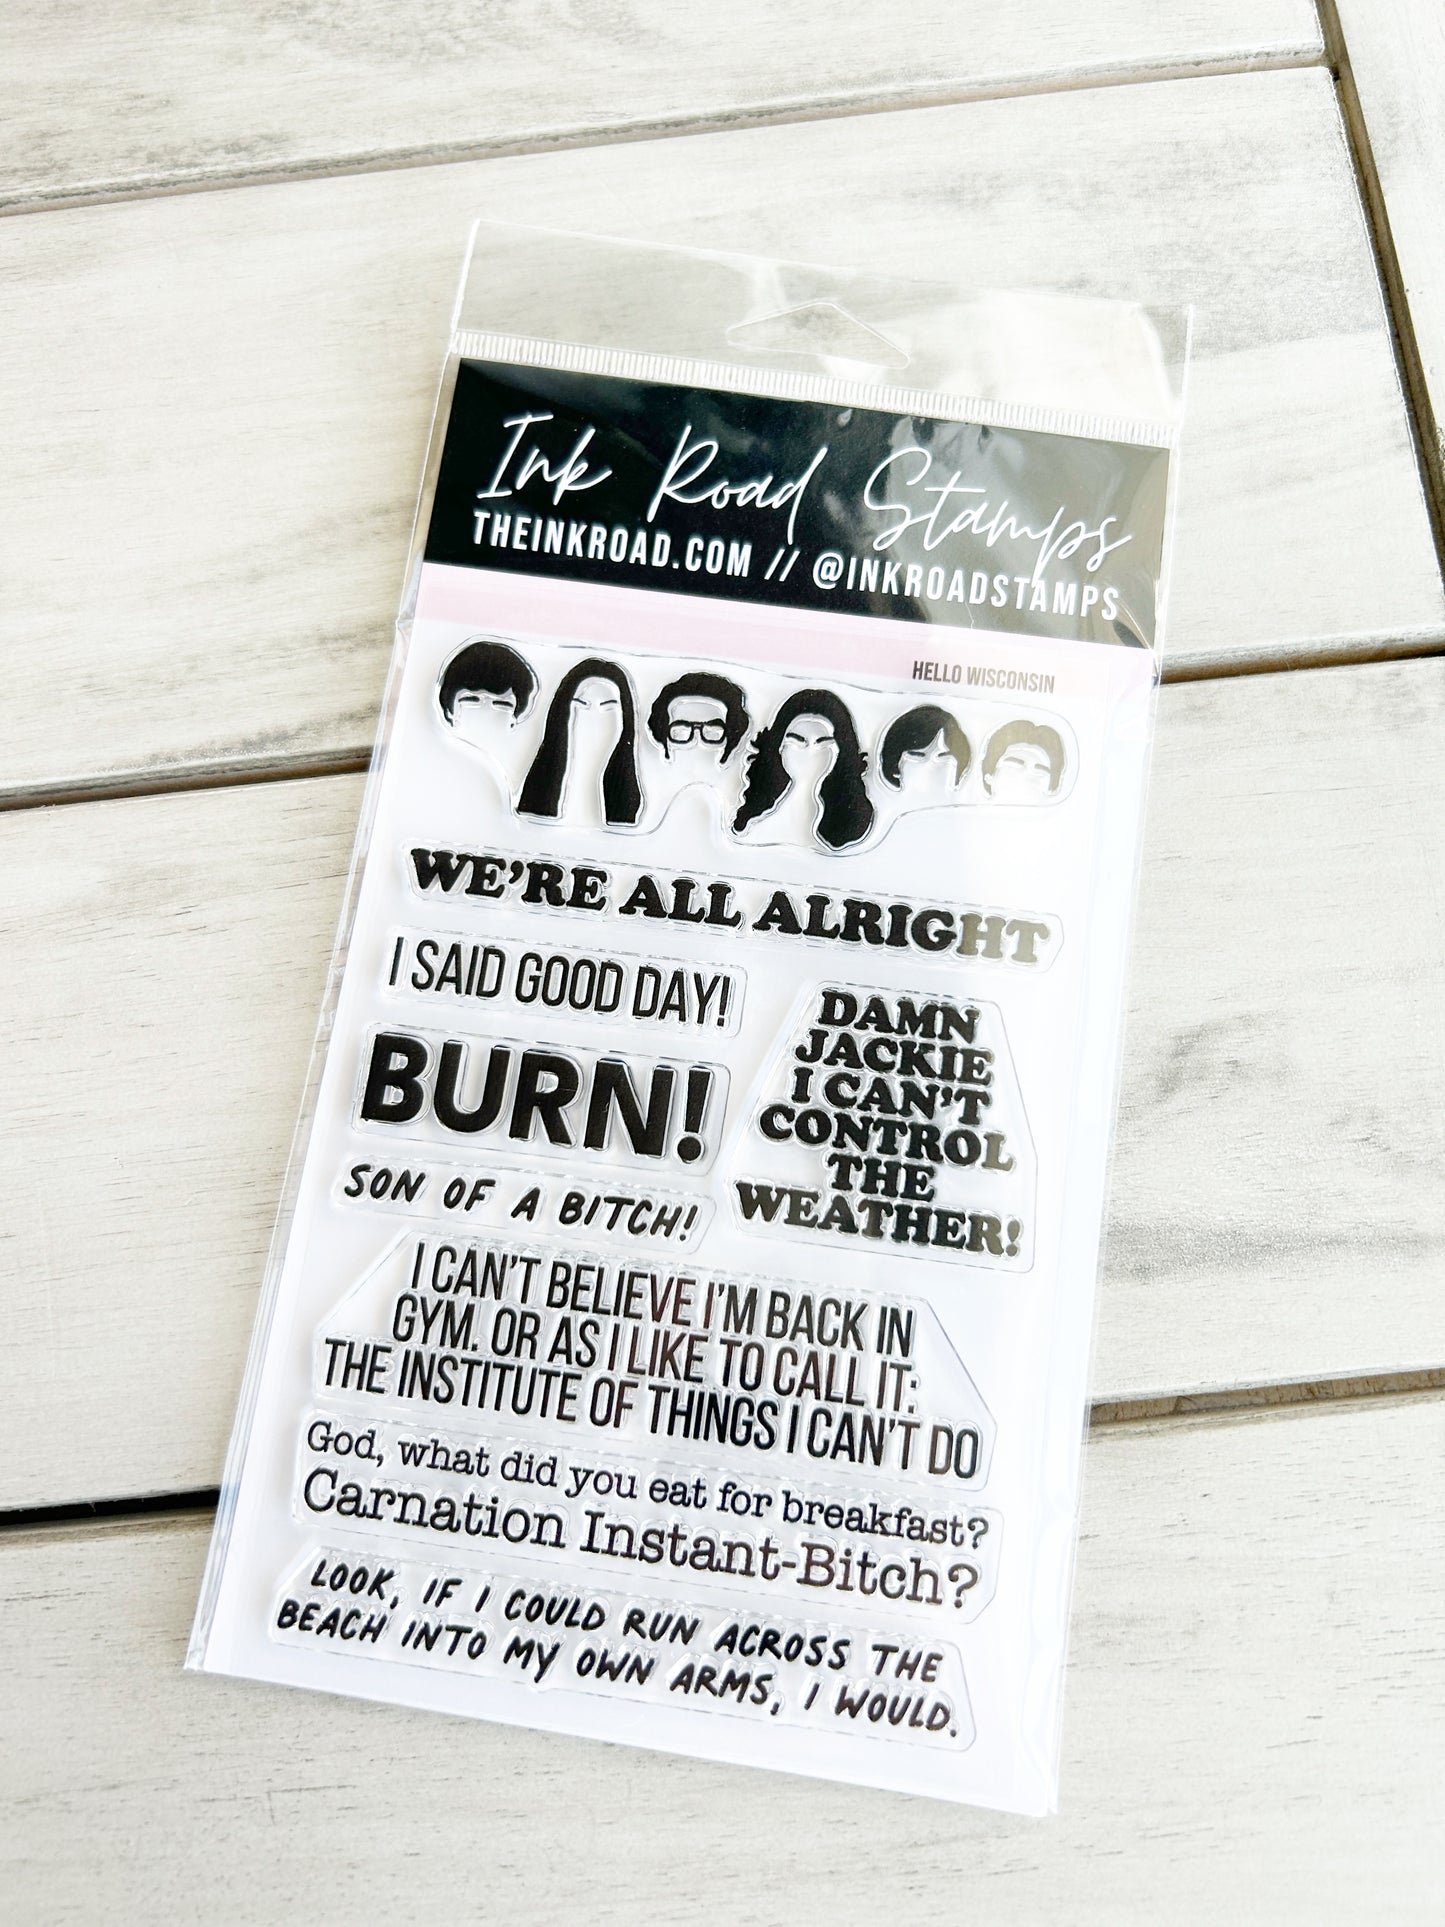 Ink Road Stamps
THEINKROAD.COM // @INKROADSTAMPS
HELLO WISCONSIN
WE'RE ALL ALRIGHT
I SAID GOOD DAY!
BURN!
SON OF A BITCH!
DAMN
JACKIE
I CAN'T
CONTROL
THE
WEATHER!
I CAN'T BELIEVE I'M BACK IN
GYM. OR AS I LIKE TO CALL IT:
THE INSTITUTE OF THINGS I CAN'T DO
God, what did you eat for breakfast?
Carnation Instant-Bitch?
LOOK, IF I COULD RUN ACROSS THE
BEACH INTO MY OWN ARMS, I WOULD.